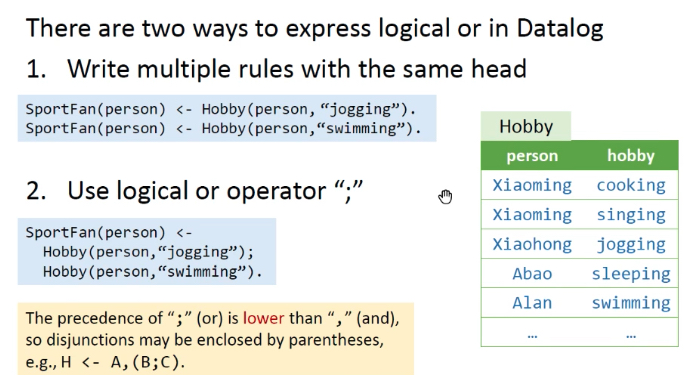 There are two ways to express logical or in Datalog
1. Write multiple rules with the same head
SportFan(person) <- Hobby(person, “jogging”).
SportFan(person) <- Hobby(person,“swimming”).
2. Use logical or operator “;”
SportFan(person) <-
Hobby(person,“jogging”);
Hobby(person,“swimming”).
The precedence of “;” (or) is lower than “,” (and),
so disjunctions may be enclosed by parentheses,
e.g., H <- A,(B;C).
Hobby
person hobby
Xiaoming cooking
Xiaoming singing
Xiaohong jogging
Abao sleeping
Alan swimming
… …